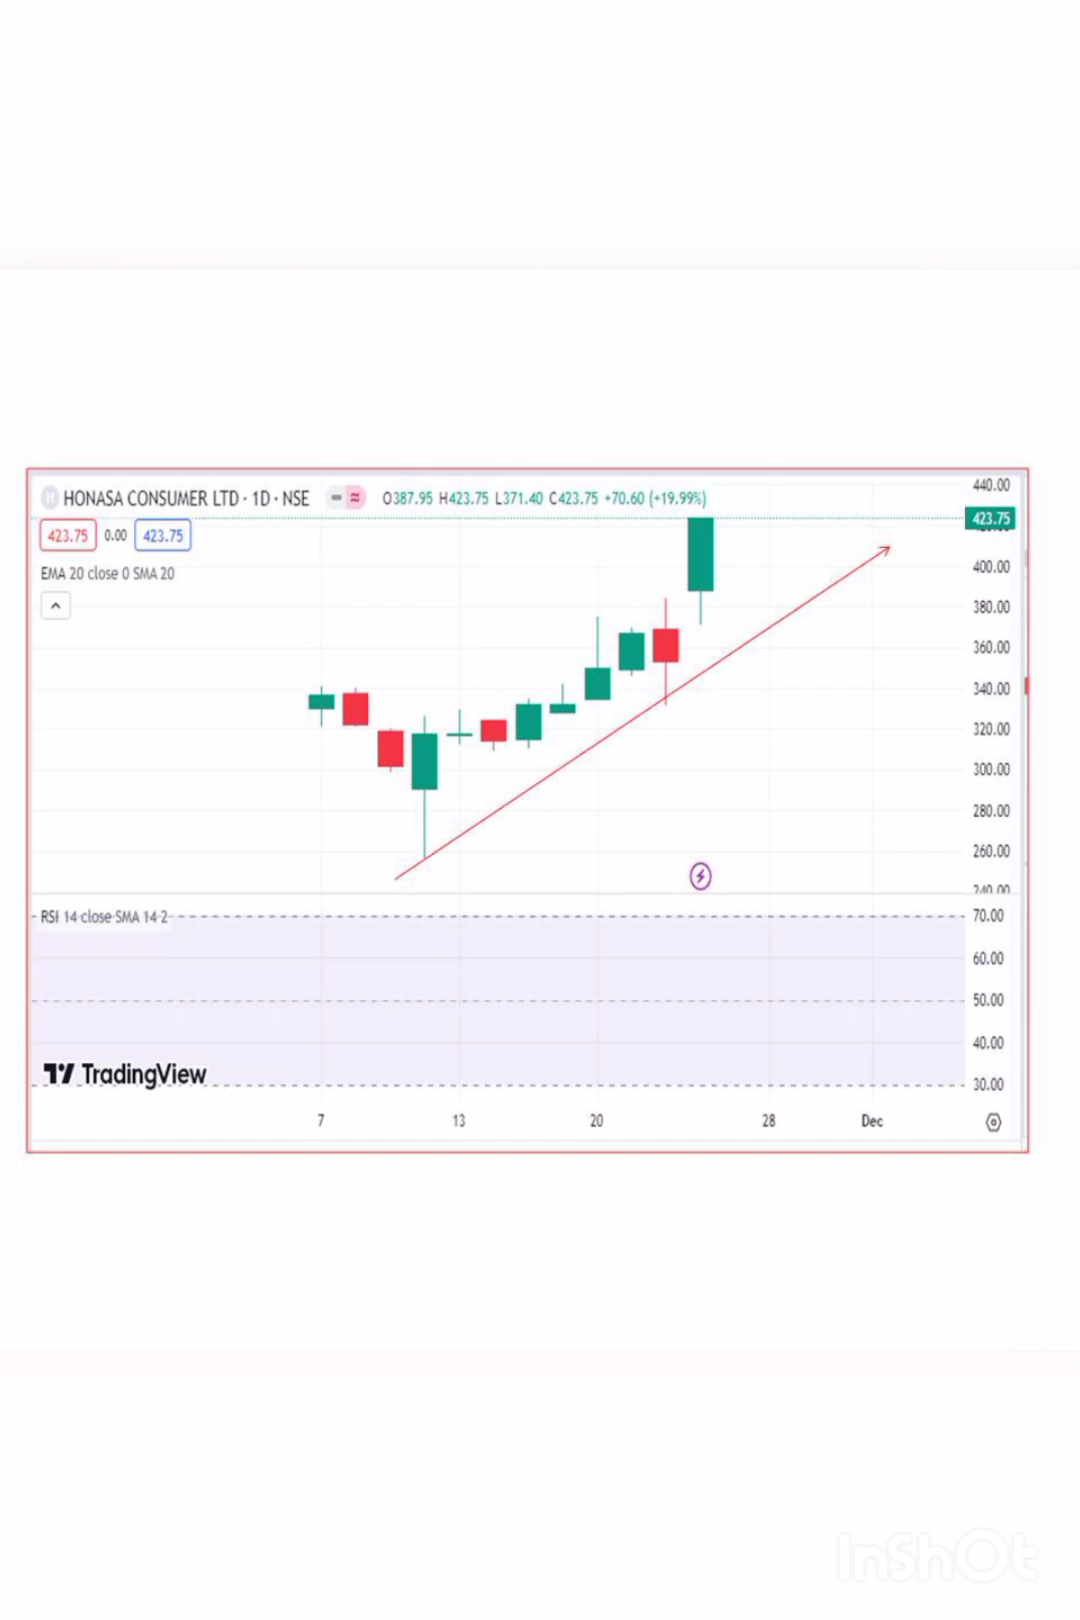 H HONASA CONSUMER LTD · 1D · NSE O387.95 H423.75 L371.40 C423.75 +70.60 (+19.99%)
423.75 0.00 423.75
EMA 20 close 0 SMA 20
440.00
423.75
400.00
380.00
360.00
340.00
320.00
300.00
280.00
260.00
240.00
RSI 14 close SMA 14 2
70.00
60.00
50.00
40.00
30.00
TradingView
7 13 20 28 Dec
InShOt